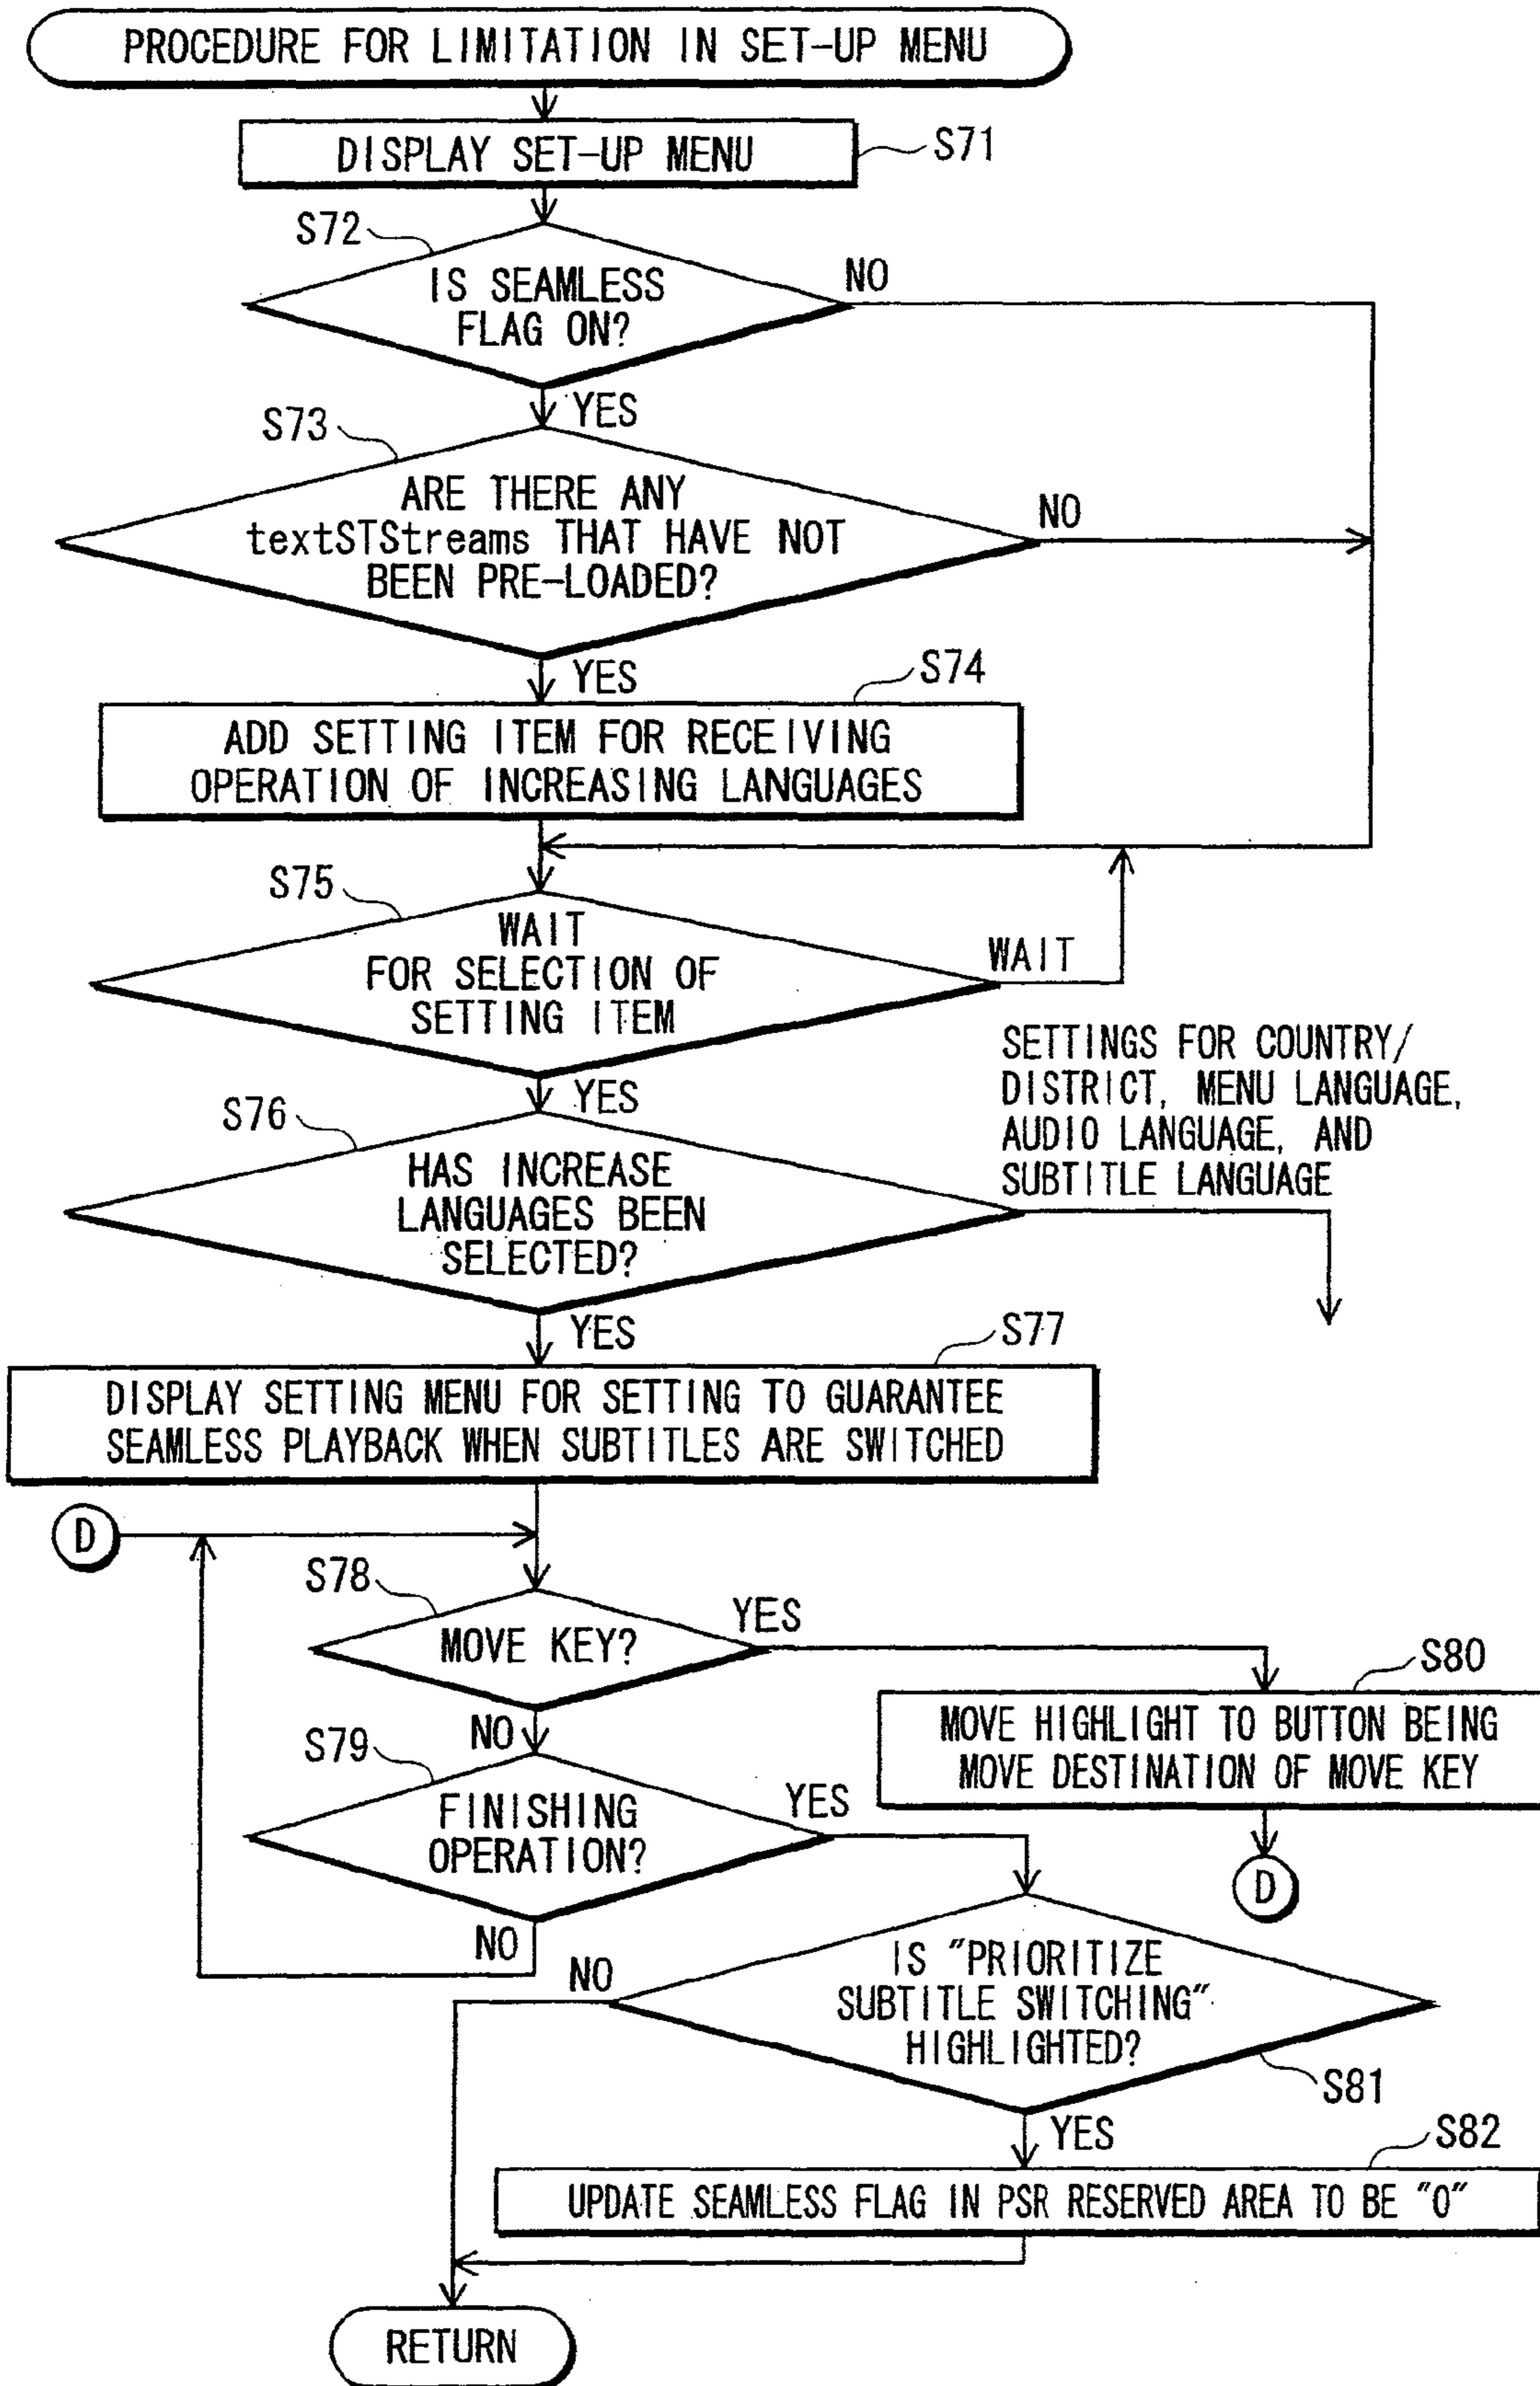 PROCEDURE FOR LIMITATION IN SET-UP MENU
DISPLAY SET-UP MENU
S71
S72
IS SEAMLESS
FLAG ON?
NO
YES
S73
ARE THERE ANY
textSTStreams THAT HAVE NOT
BEEN PRE-LOADED?
NO
YES
S74
ADD SETTING ITEM FOR RECEIVING
OPERATION OF INCREASING LANGUAGES
S75
WAIT
FOR SELECTION OF
SETTING ITEM
WAIT
YES
SETTINGS FOR COUNTRY/
DISTRICT, MENU LANGUAGE,
AUDIO LANGUAGE, AND
SUBTITLE LANGUAGE
S76
HAS INCREASE
LANGUAGES BEEN
SELECTED?
YES
S77
DISPLAY SETTING MENU FOR SETTING TO GUARANTEE
SEAMLESS PLAYBACK WHEN SUBTITLES ARE SWITCHED
D
S78
MOVE KEY?
YES
NO
S80
MOVE HIGHLIGHT TO BUTTON BEING
MOVE DESTINATION OF MOVE KEY
D
S79
FINISHING
OPERATION?
YES
NO
NO
IS "PRIORITIZE
SUBTITLE SWITCHING"
HIGHLIGHTED?
S81
YES
S82
UPDATE SEAMLESS FLAG IN PSR RESERVED AREA TO BE "0"
RETURN